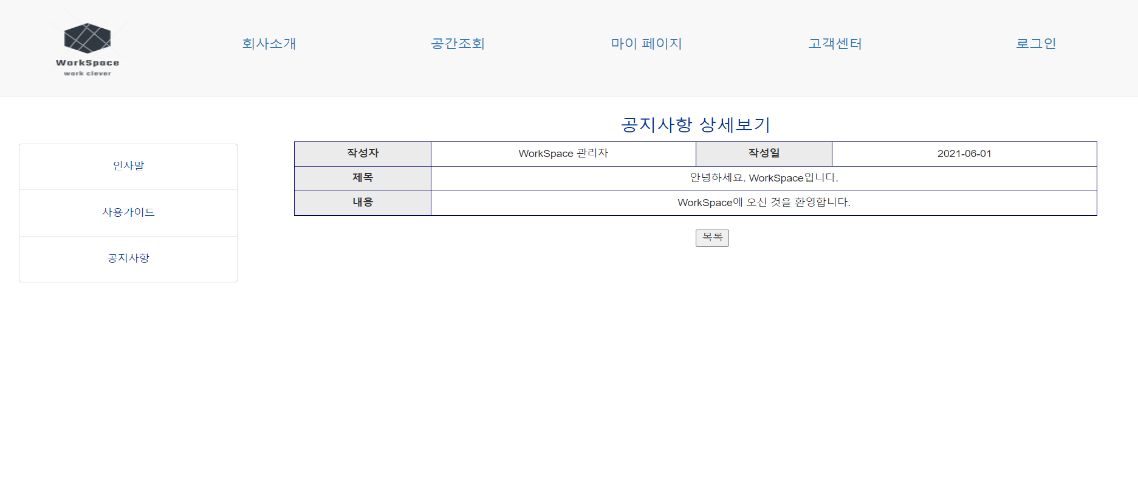 WorkSpace
work clever
회사소개 공간조회 마이 페이지 고객센터 로그인
인사말
사용가이드
공지사항
공지사항 상세보기
작성자 WorkSpace 관리자 작성일 2021-06-01
제목 안녕하세요, WorkSpace입니다.
내용 WorkSpace에 오신 것을 환영합니다.
목록